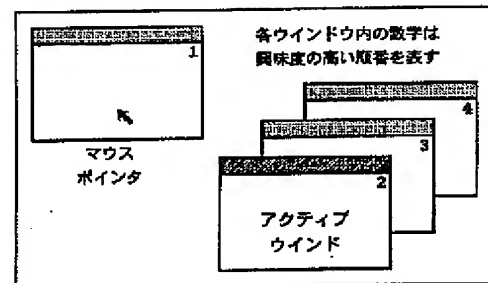 各ウインドウ内の数字は
興味度の高い順番を表す
1
マウス
ポインタ
4
3
2
アクティブ
ウインド